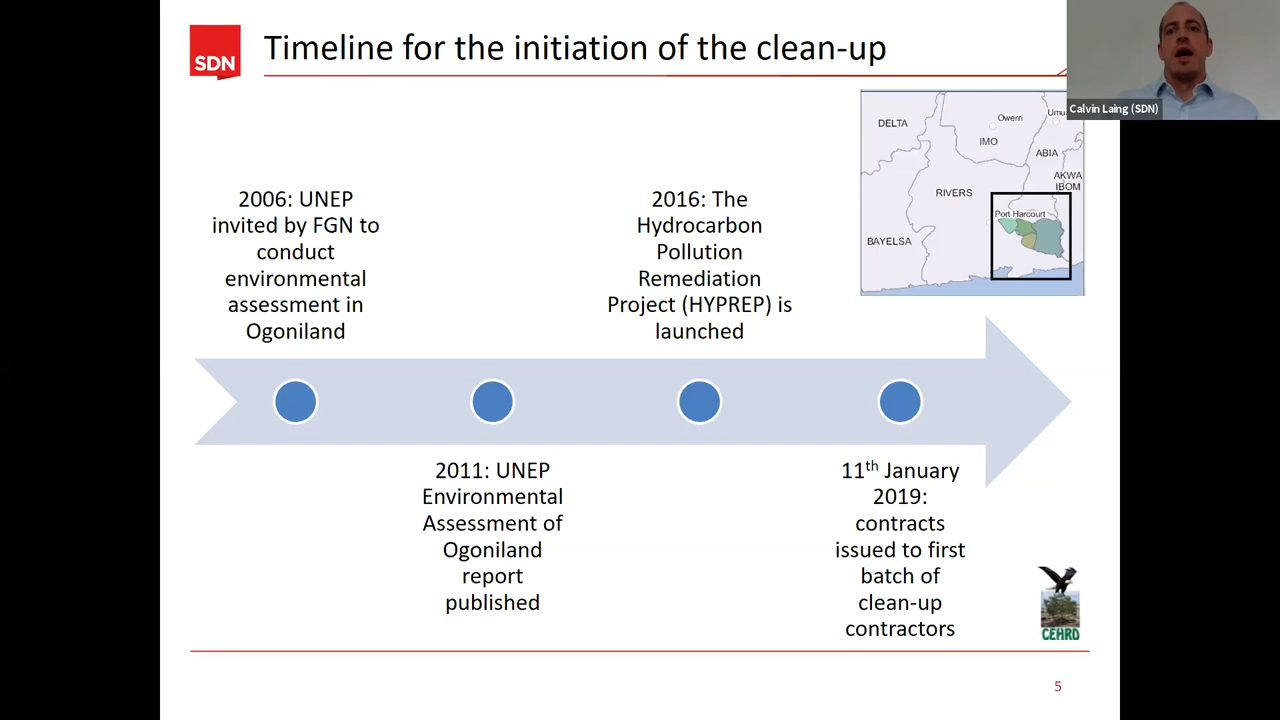 SDN
Timeline for the initiation of the clean-up
Calvin Laing (SDN)
DELTA
Owerri
Umu
IMO
ABIA
AKWA
IBOM
RIVERS
Port Harcourt
BAYELSA
2006: UNEP
invited by FGN to
conduct
environmental
assessment in
Ogoniland
2016: The
Hydrocarbon
Pollution
Remediation
Project (HYPREP) is
launched
2011: UNEP
Environmental
Assessment of
Ogoniland
report
published
11th January
2019:
contracts
issued to first
batch of
clean-up
contractors
CEHRD
5